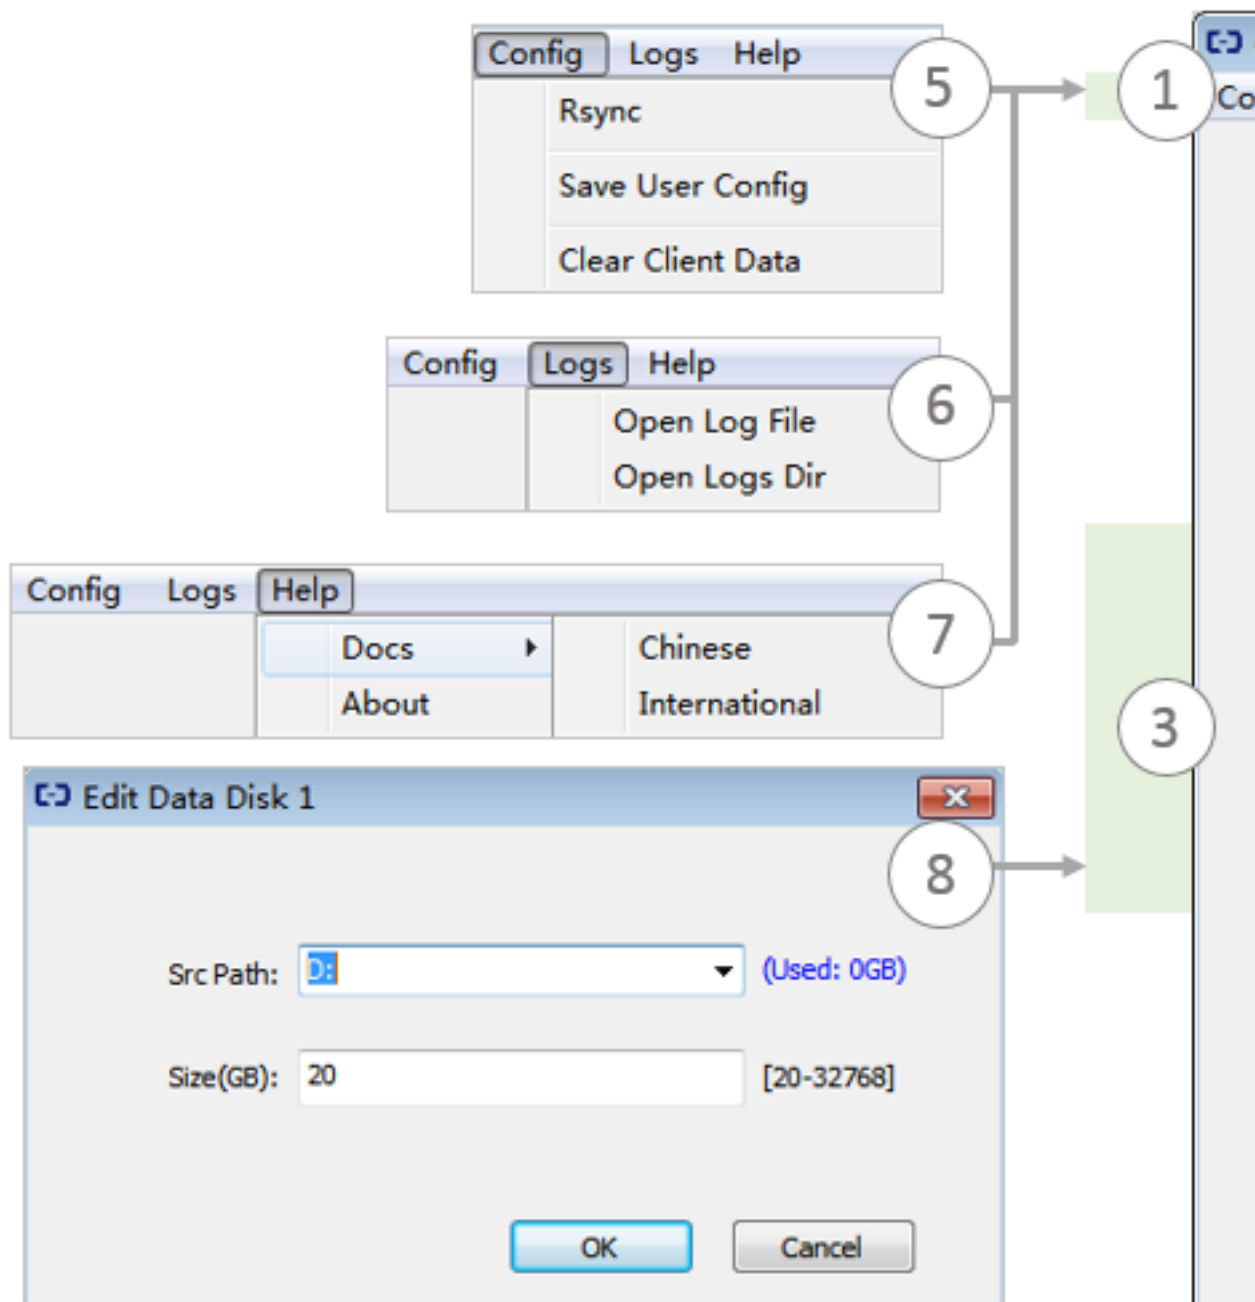 Config Logs Help
5
1
Co
Rsync
Save User Config
Clear Client Data
Config Logs Help
6
Open Log File
Open Logs Dir
Config Logs Help
7
Docs Chinese
About International
3
Edit Data Disk 1
8
Src Path: D: (Used: 0GB)
Size(GB): 20 [20-32768]
OK Cancel